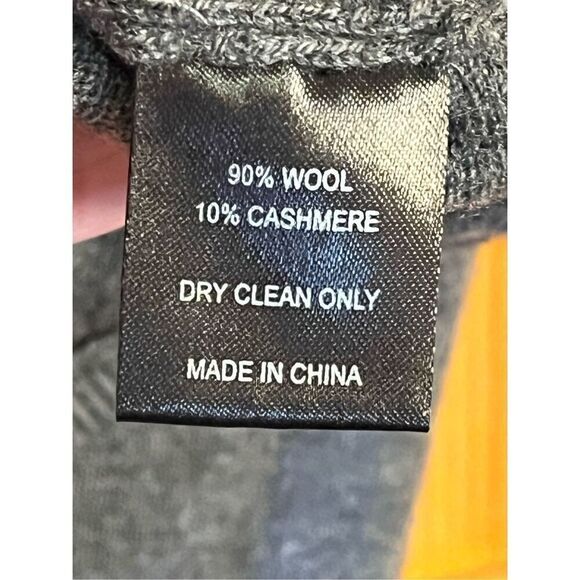 90% WOOL
10% CASHMERE
DRY CLEAN ONLY
MADE IN CHINA